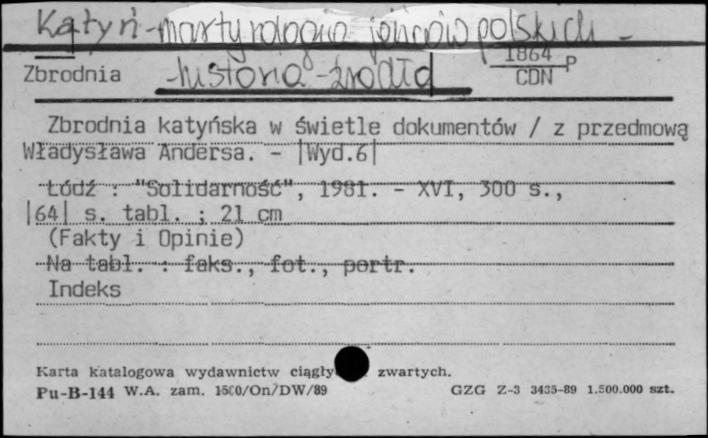 Katyń-martyrologia jeńców polskich -
Zbrodnia -historia-źródła 1864 P
CDN
Zbrodnia katyńska w świetle dokumentów / z przedmową
Władysława Andersa. - |Wyd.6|
Łódź : "Solidarność", 1981. - XVI, 300 s.,
|64| s. tabl. ; 21 cm
(Fakty i Opinie)
Na tabl. : faks., fot., portr.
Indeks
Karta katalogowa wydawnictw ciągły zwartych.
Pu-B-144 W.A. zam. 1500/On/DW/89 GZG Z-3 3435-89 1.500.000 szt.